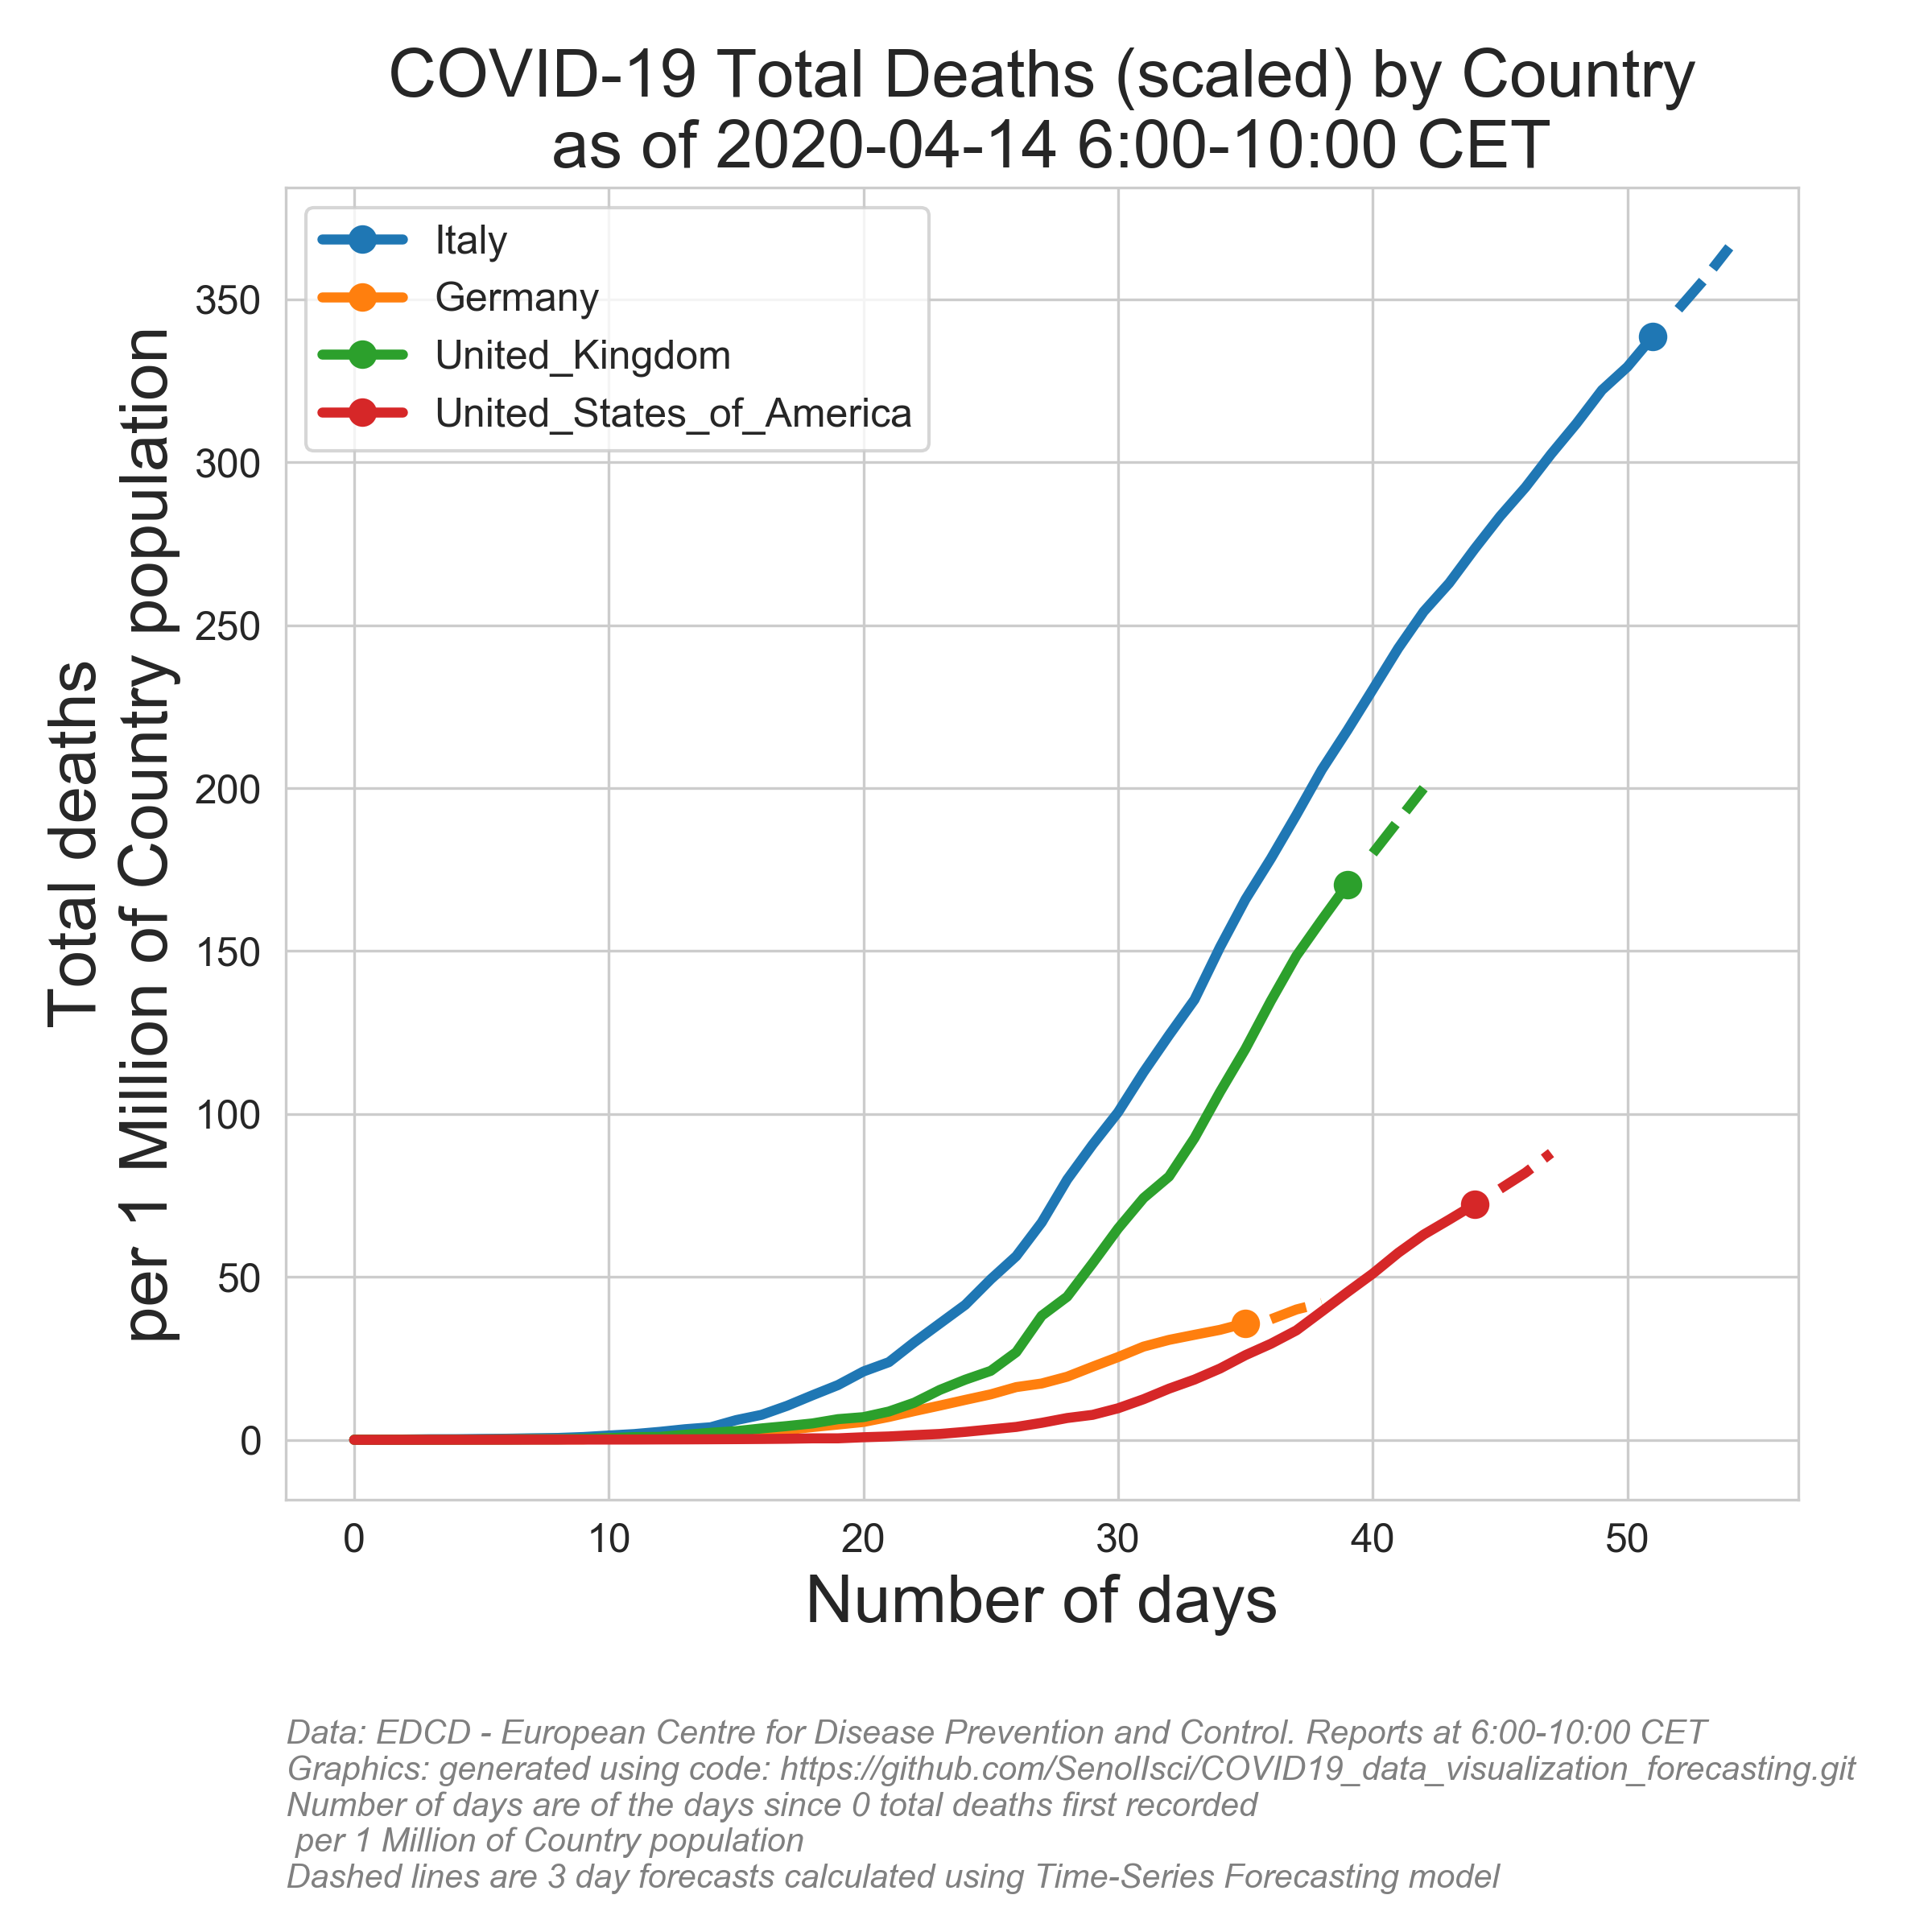 COVID-19 Total Deaths (scaled) by Country
as of 2020-04-14 6:00-10:00 CET
Italy
Germany
United_Kingdom
United_States_of_America
Total deaths
per 1 Million of Country population
350
300
250
200
150
100
50
0
0 10 20 30 40 50
Number of days
Data: EDCD - European Centre for Disease Prevention and Control. Reports at 6:00-10:00 CET
Graphics: generated using code: https://github.com/SenolIsci/COVID19_data_visualization_forecasting.git
Number of days are of the days since 0 total deaths first recorded
per 1 Million of Country population
Dashed lines are 3 day forecasts calculated using Time-Series Forecasting model